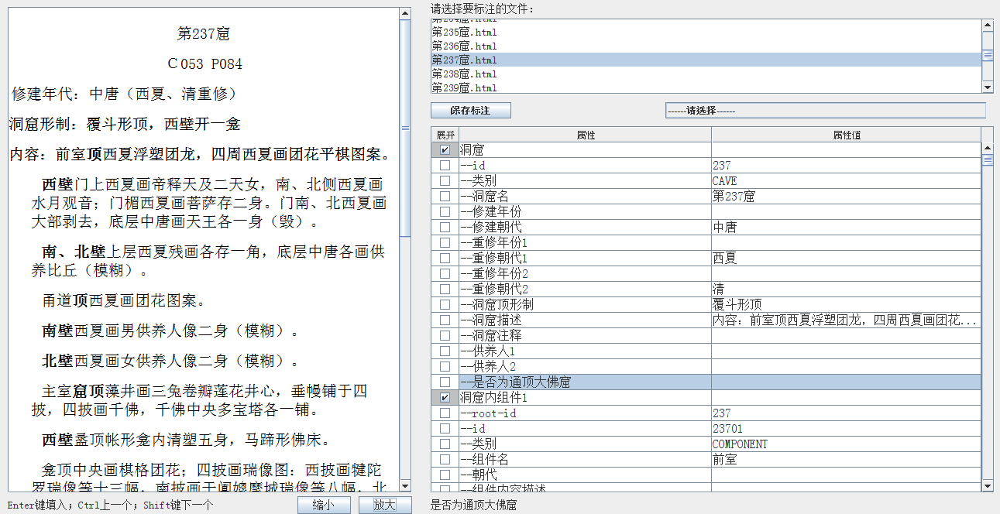 第237窟
C 053 P084
修建年代：中唐（西夏、清重修）
洞窟形制：覆斗形顶，西壁开一龛
内容：前室顶西夏浮塑团龙，四周西夏画团花平棋图案。
西壁门上西夏画帝释天及二天女，南、北侧西夏画
水月观音；门楣西夏画菩萨存二身。门南、北西夏画
大部剥去，底层中唐画天王各一身（毁）。
南、北壁上层西夏残画各存一角，底层中唐各画供
养比丘（模糊）。
甬道顶西夏画团花图案。
南壁西夏画男供养人像二身（模糊）。
北壁西夏画女供养人像二身（模糊）。
主室窟顶藻井画三兔卷瓣莲花井心，垂幔铺于四
披，四披画千佛，千佛中央多宝塔各一铺。
西壁盝顶帐形龛内清塑五身，马蹄形佛床。
龛顶中央画棋格团花；四披画瑞像图：西披画犍陀
罗瑞像等十三幅，南披画于阗媲摩城瑞像等八幅，北
Enter键填入；Ctrl上一个；Shift键下一个
缩小
放大
请选择要标注的文件：
第234窟.html
第235窟.html
第236窟.html
第237窟.html
第238窟.html
第239窟.html
保存标注
------请选择------
展开 属性 属性值
洞窟
--id 237
--类别 CAVE
--洞窟名 第237窟
--修建年份
--修建朝代 中唐
--重修年份1
--重修朝代1 西夏
--重修年份2
--重修朝代2 清
--洞窟顶形制 覆斗形顶
--洞窟描述 内容：前室顶西夏浮塑团龙，四周西夏画团花...
--洞窟注释
--供养人1
--供养人2
--是否为通顶大佛窟
洞窟内组件1
--root-id 237
--id 23701
--类别 COMPONENT
--组件名 前室
--朝代
--组件内容描述
是否为通顶大佛窟